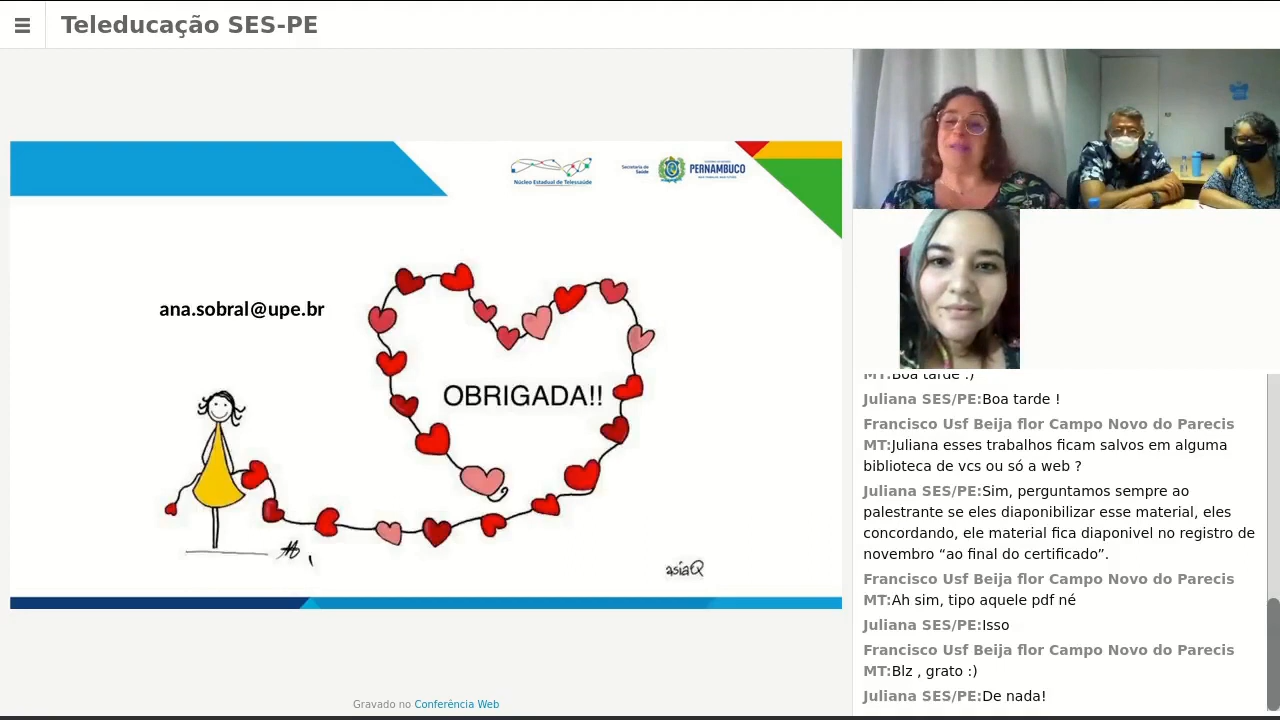 Teleducação SES-PE
Núcleo Estadual de Telessaúde
Secretaria de
Saúde
PERNAMBUCO
ana.sobral@upe.br
OBRIGADA!!
asiaQ
MT:Boa tarde :)
Juliana SES/PE:Boa tarde !
Francisco Usf Beija flor Campo Novo do Parecis
MT:Juliana esses trabalhos ficam salvos em alguma
biblioteca de vcs ou só a web ?
Juliana SES/PE:Sim, perguntamos sempre ao
palestrante se eles diaponibilizar esse material, eles
concordando, ele material fica diaponivel no registro de
novembro “ao final do certificado”.
Francisco Usf Beija flor Campo Novo do Parecis
MT:Ah sim, tipo aquele pdf né
Juliana SES/PE:Isso
Francisco Usf Beija flor Campo Novo do Parecis
MT:Blz , grato :)
Juliana SES/PE:De nada!
Gravado no Conferência Web